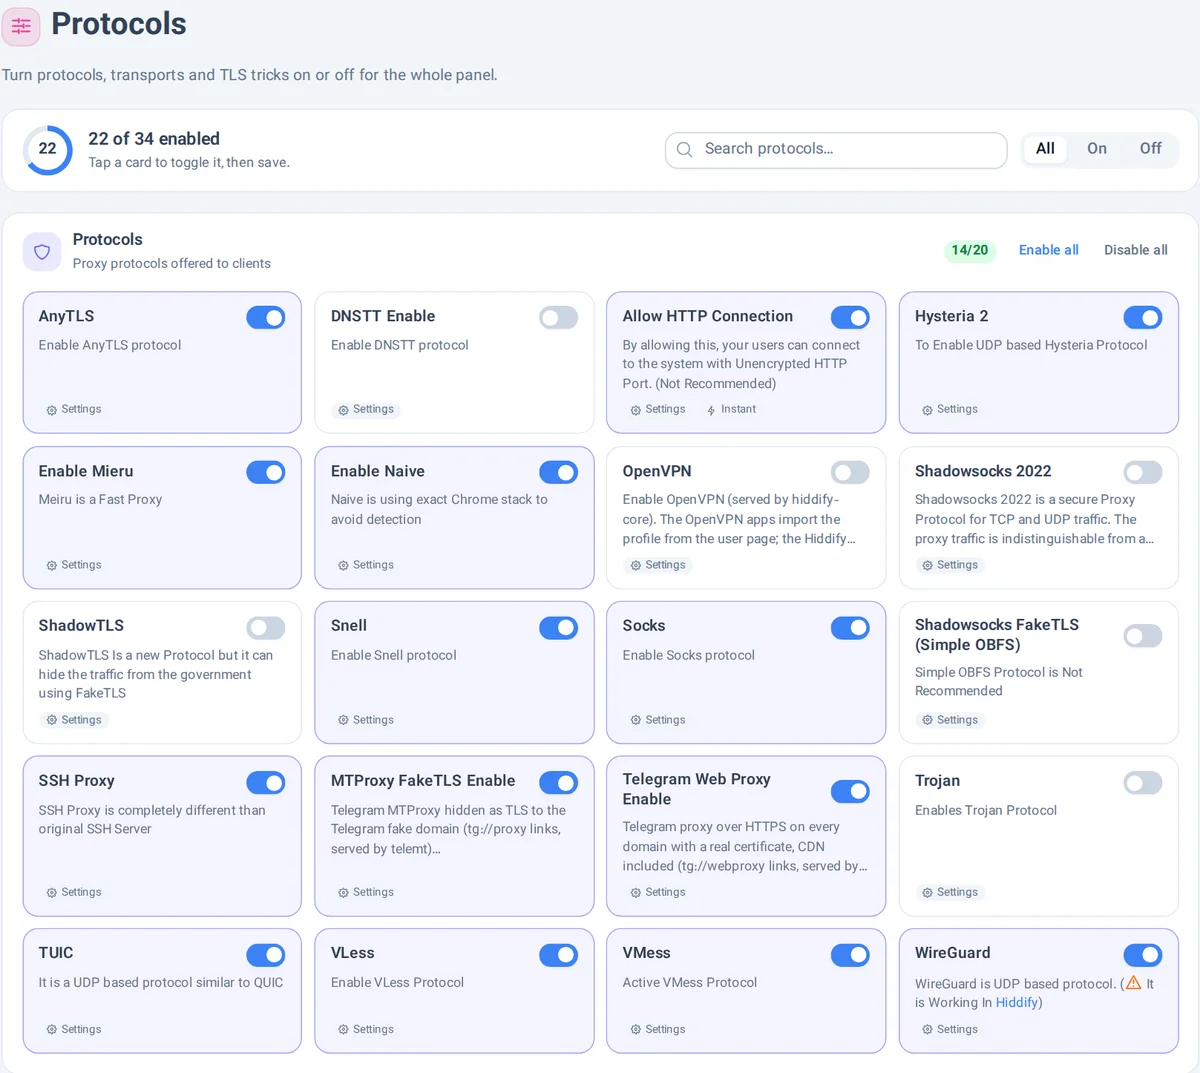 Protocols
Turn protocols, transports and TLS tricks on or off for the whole panel.
22
22 of 34 enabled
Tap a card to toggle it, then save.
Search protocols...
All
On
Off
Protocols
Proxy protocols offered to clients
14/20
Enable all
Disable all
AnyTLS
Enable AnyTLS protocol
Settings
DNSTT Enable
Enable DNSTT protocol
Settings
Allow HTTP Connection
By allowing this, your users can connect
to the system with Unencrypted HTTP
Port. (Not Recommended)
Settings
Instant
Hysteria 2
To Enable UDP based Hysteria Protocol
Settings
Enable Mieru
Meiru is a Fast Proxy
Settings
Enable Naive
Naive is using exact Chrome stack to
avoid detection
Settings
OpenVPN
Enable OpenVPN (served by hiddify-
core). The OpenVPN apps import the
profile from the user page; the Hiddify...
Settings
Shadowsocks 2022
Shadowsocks 2022 is a secure Proxy
Protocol for TCP and UDP traffic. The
proxy traffic is indistinguishable from a...
Settings
ShadowTLS
ShadowTLS Is a new Protocol but it can
hide the traffic from the government
using FakeTLS
Settings
Snell
Enable Snell protocol
Settings
Socks
Enable Socks protocol
Settings
Shadowsocks FakeTLS
(Simple OBFS)
Simple OBFS Protocol is Not
Recommended
Settings
SSH Proxy
SSH Proxy is completely different than
original SSH Server
Settings
MTProxy FakeTLS Enable
Telegram MTProxy hidden as TLS to the
Telegram fake domain (tg://proxy links,
served by telemt)...
Settings
Telegram Web Proxy
Enable
Telegram proxy over HTTPS on every
domain with a real certificate, CDN
included (tg://webproxy links, served by...
Settings
Trojan
Enables Trojan Protocol
Settings
TUIC
It is a UDP based protocol similar to QUIC
Settings
VLess
Enable VLess Protocol
Settings
VMess
Active VMess Protocol
Settings
WireGuard
WireGuard is UDP based protocol. (⚠ It
is Working In Hiddify)
Settings